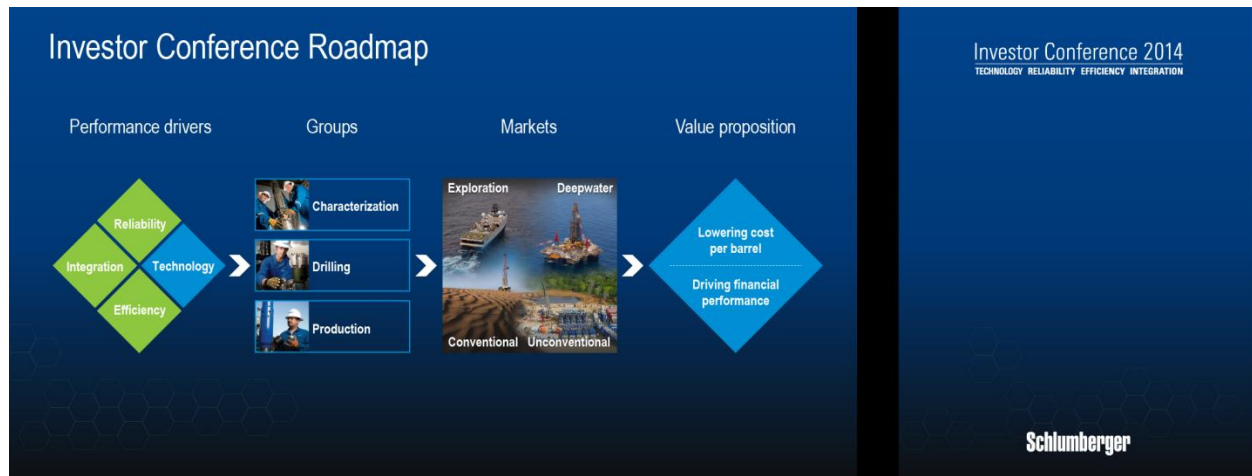 Investor Conference Roadmap
Performance drivers
Groups
Markets
Value proposition
Reliability
Integration
Technology
Efficiency
Characterization
Drilling
Production
Exploration
Deepwater
Conventional
Unconventional
Lowering cost
per barrel
Driving financial
performance
Investor Conference 2014
TECHNOLOGY RELIABILITY EFFICIENCY INTEGRATION
Schlumberger